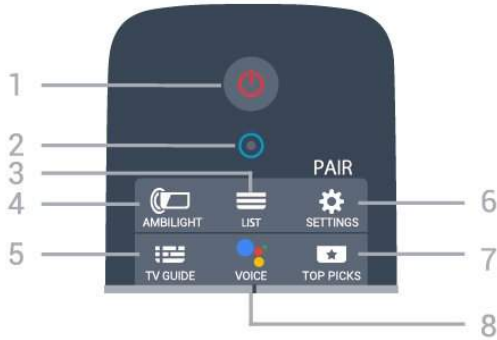 1
2
3
PAIR
4
AMBILIGHT
LIST
SETTINGS
6
5
TV GUIDE
VOICE
TOP PICKS
7
8